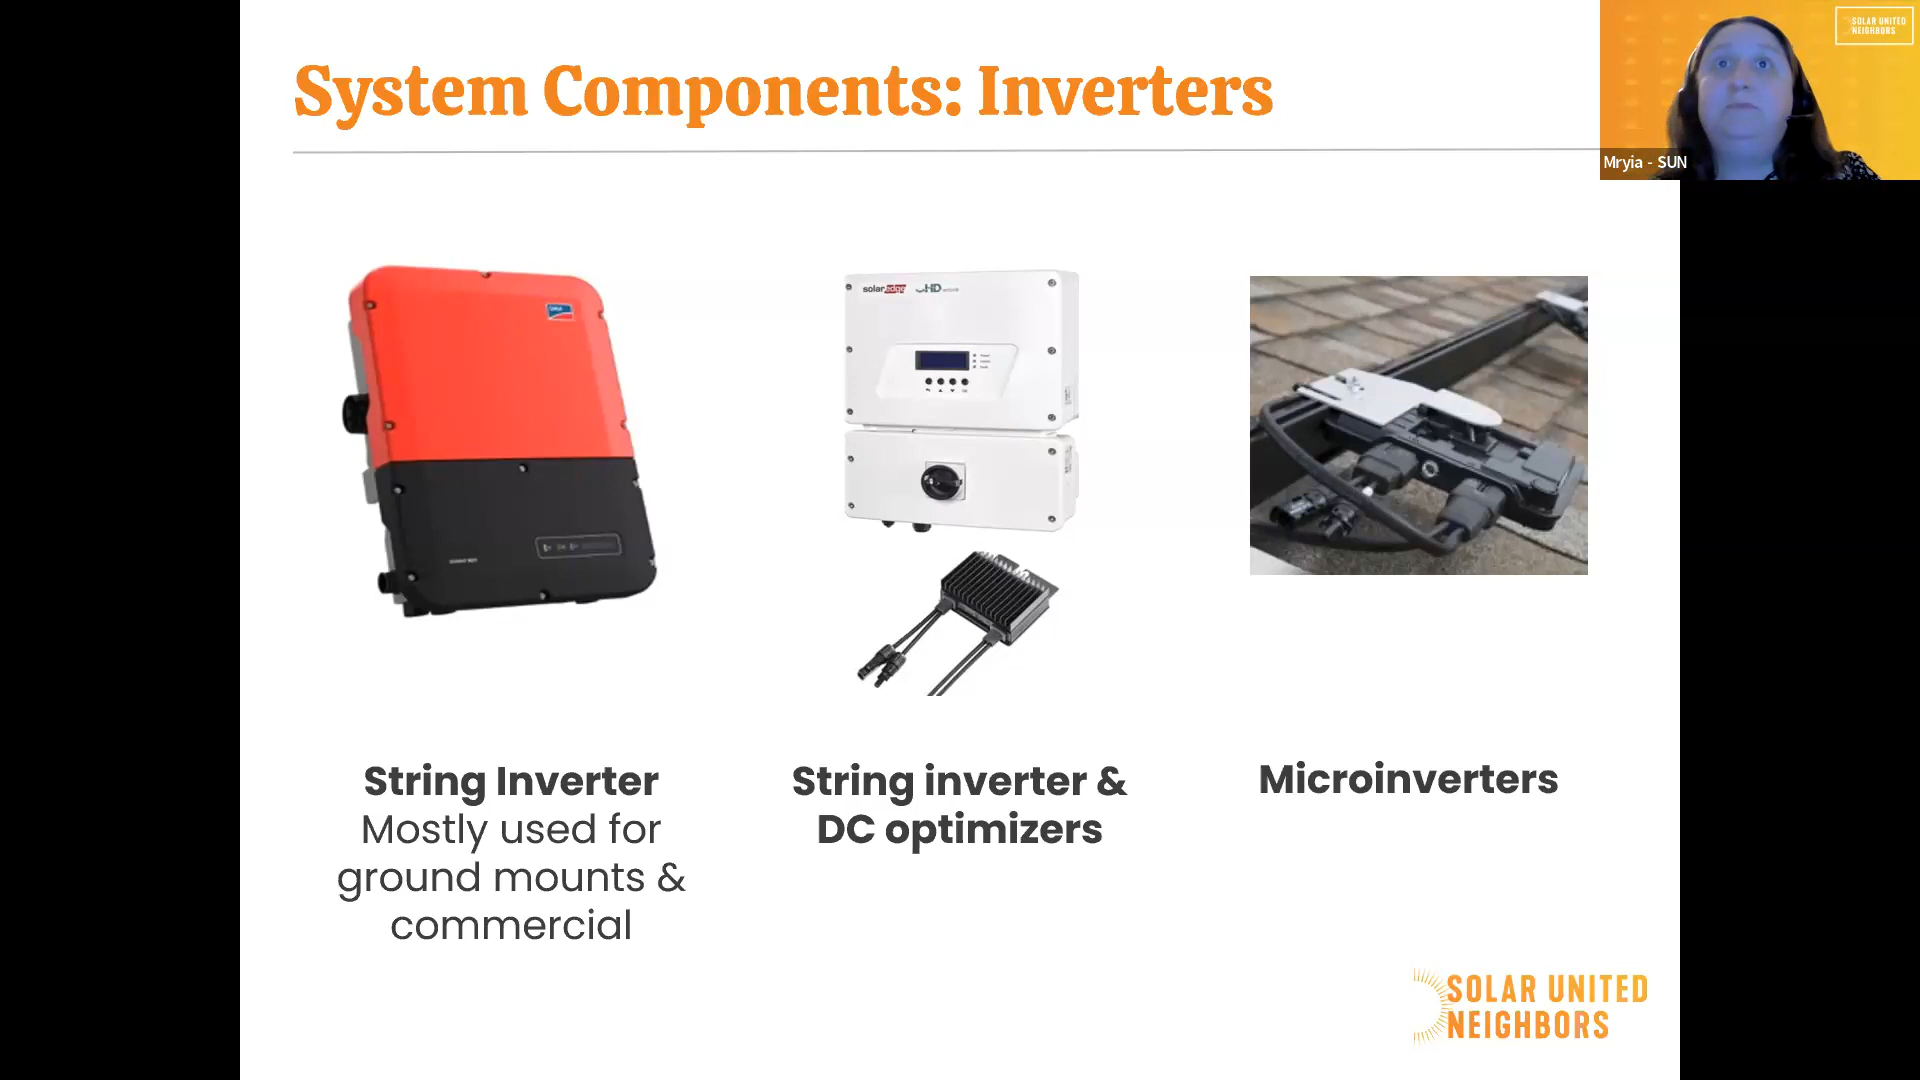 System Components: Inverters
SOLAR UNITED
NEIGHBORS
Mryia - SUN
solaredge HD
String Inverter
Mostly used for
ground mounts &
commercial
String inverter &
DC optimizers
Microinverters
SOLAR UNITED
NEIGHBORS